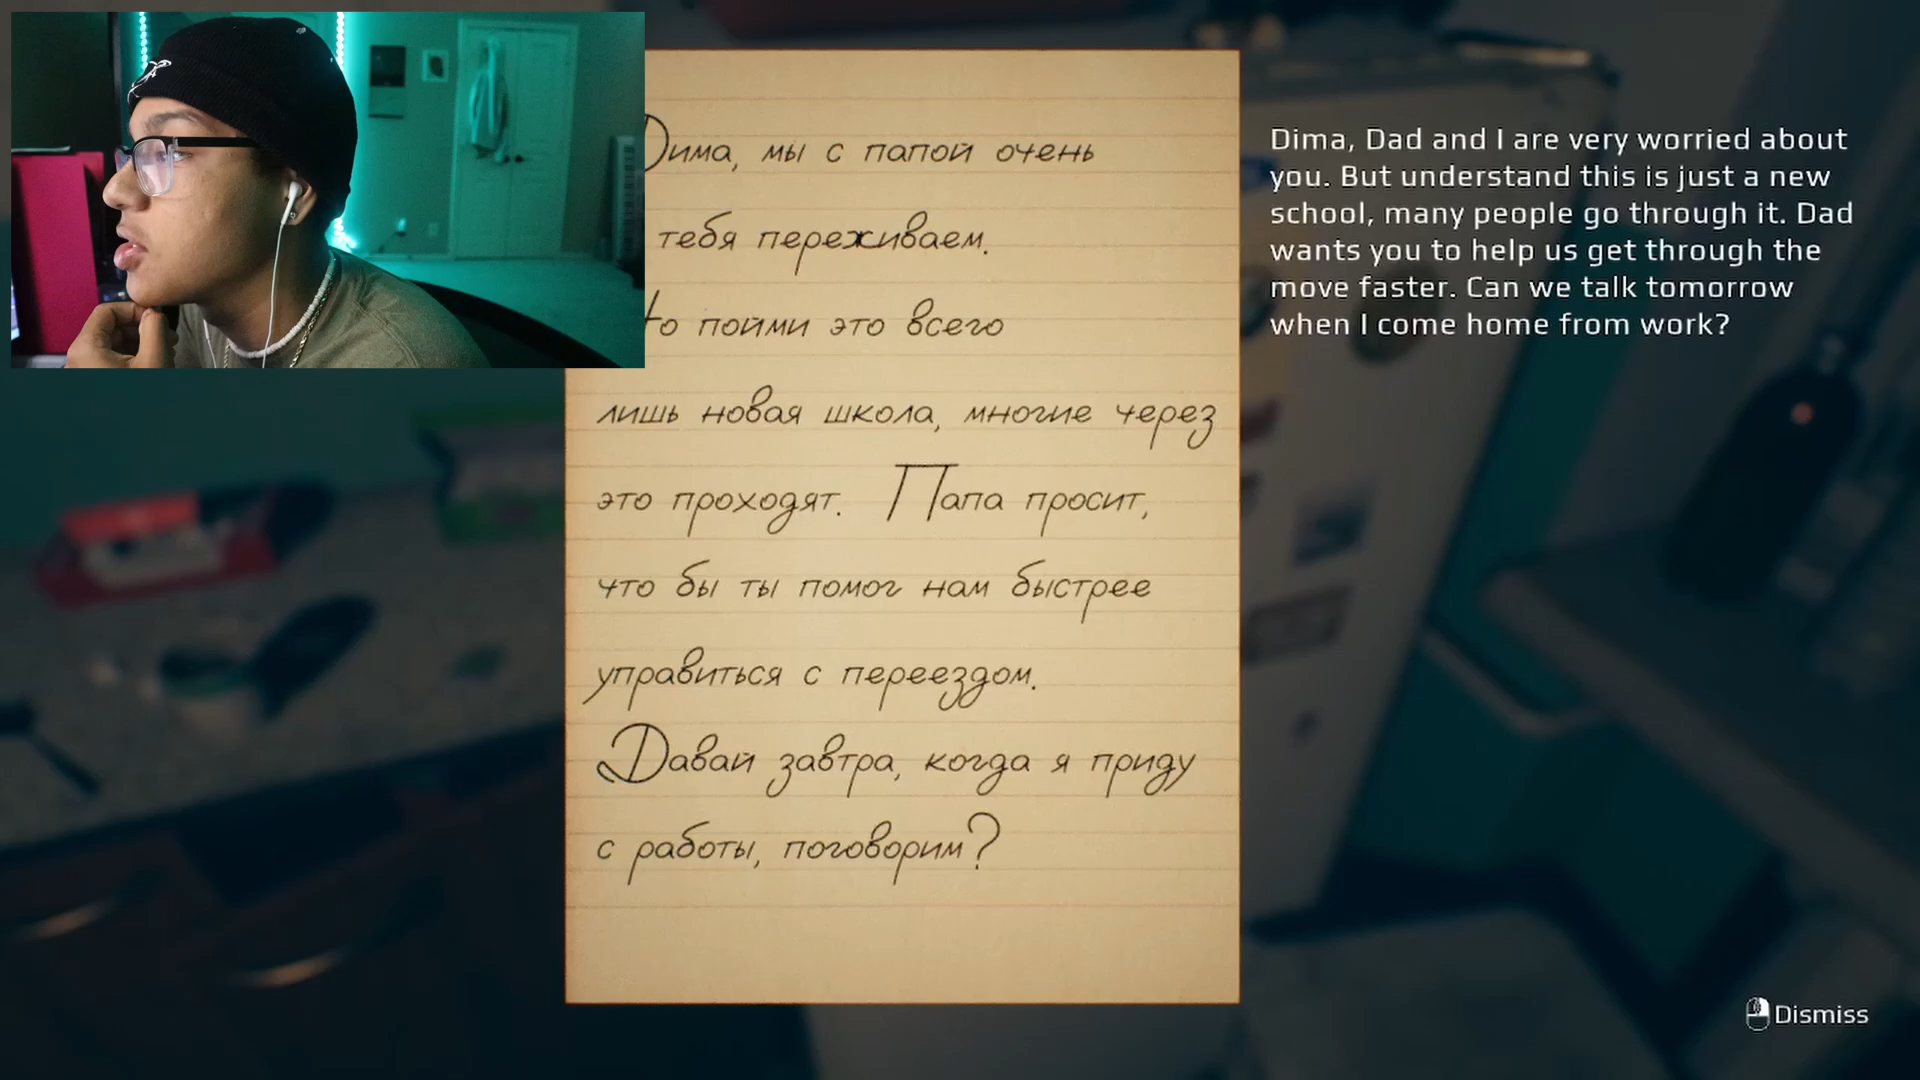 Дима, мы с папой очень
тебя переживаем.
Но пойми это всего
лишь новая школа, многие через
это проходят. Папа просит,
что бы ты помог нам быстрее
управиться с переездом.
Давай завтра, когда я приду
с работы, поговорим?
Dima, Dad and I are very worried about
you. But understand this is just a new
school, many people go through it. Dad
wants you to help us get through the
move faster. Can we talk tomorrow
when I come home from work?
Dismiss